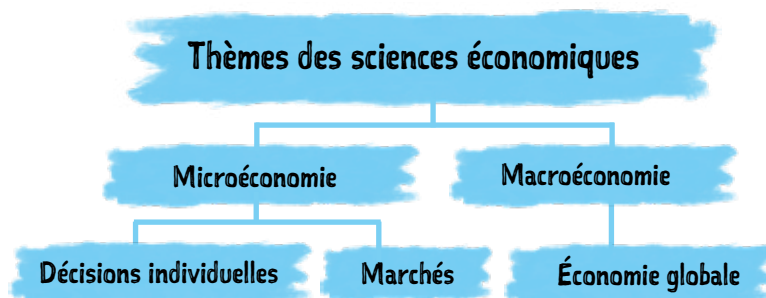 Thèmes des sciences économiques
Microéconomie
Macroéconomie
Décisions individuelles
Marchés
Économie globale